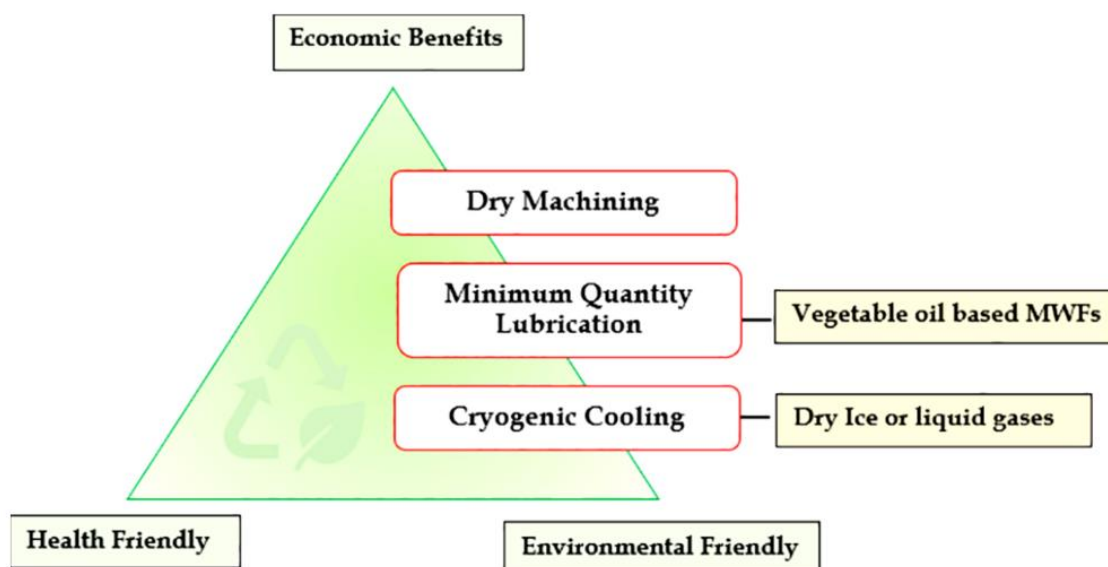 Economic Benefits
Dry Machining
Minimum Quantity
Lubrication
Vegetable oil based MWFs
Cryogenic Cooling
Dry Ice or liquid gases
Health Friendly
Environmental Friendly